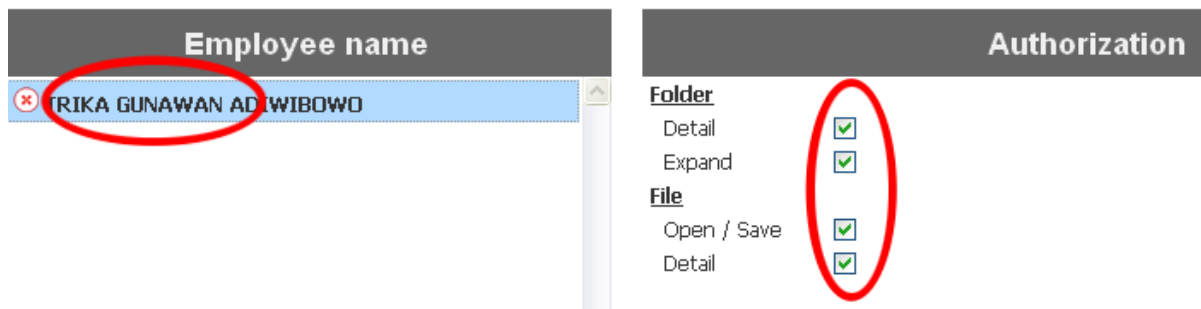 Employee name
TRIKA GUNAWAN ADIWIBOWO
Authorization
Folder
Detail
Expand
File
Open / Save
Detail